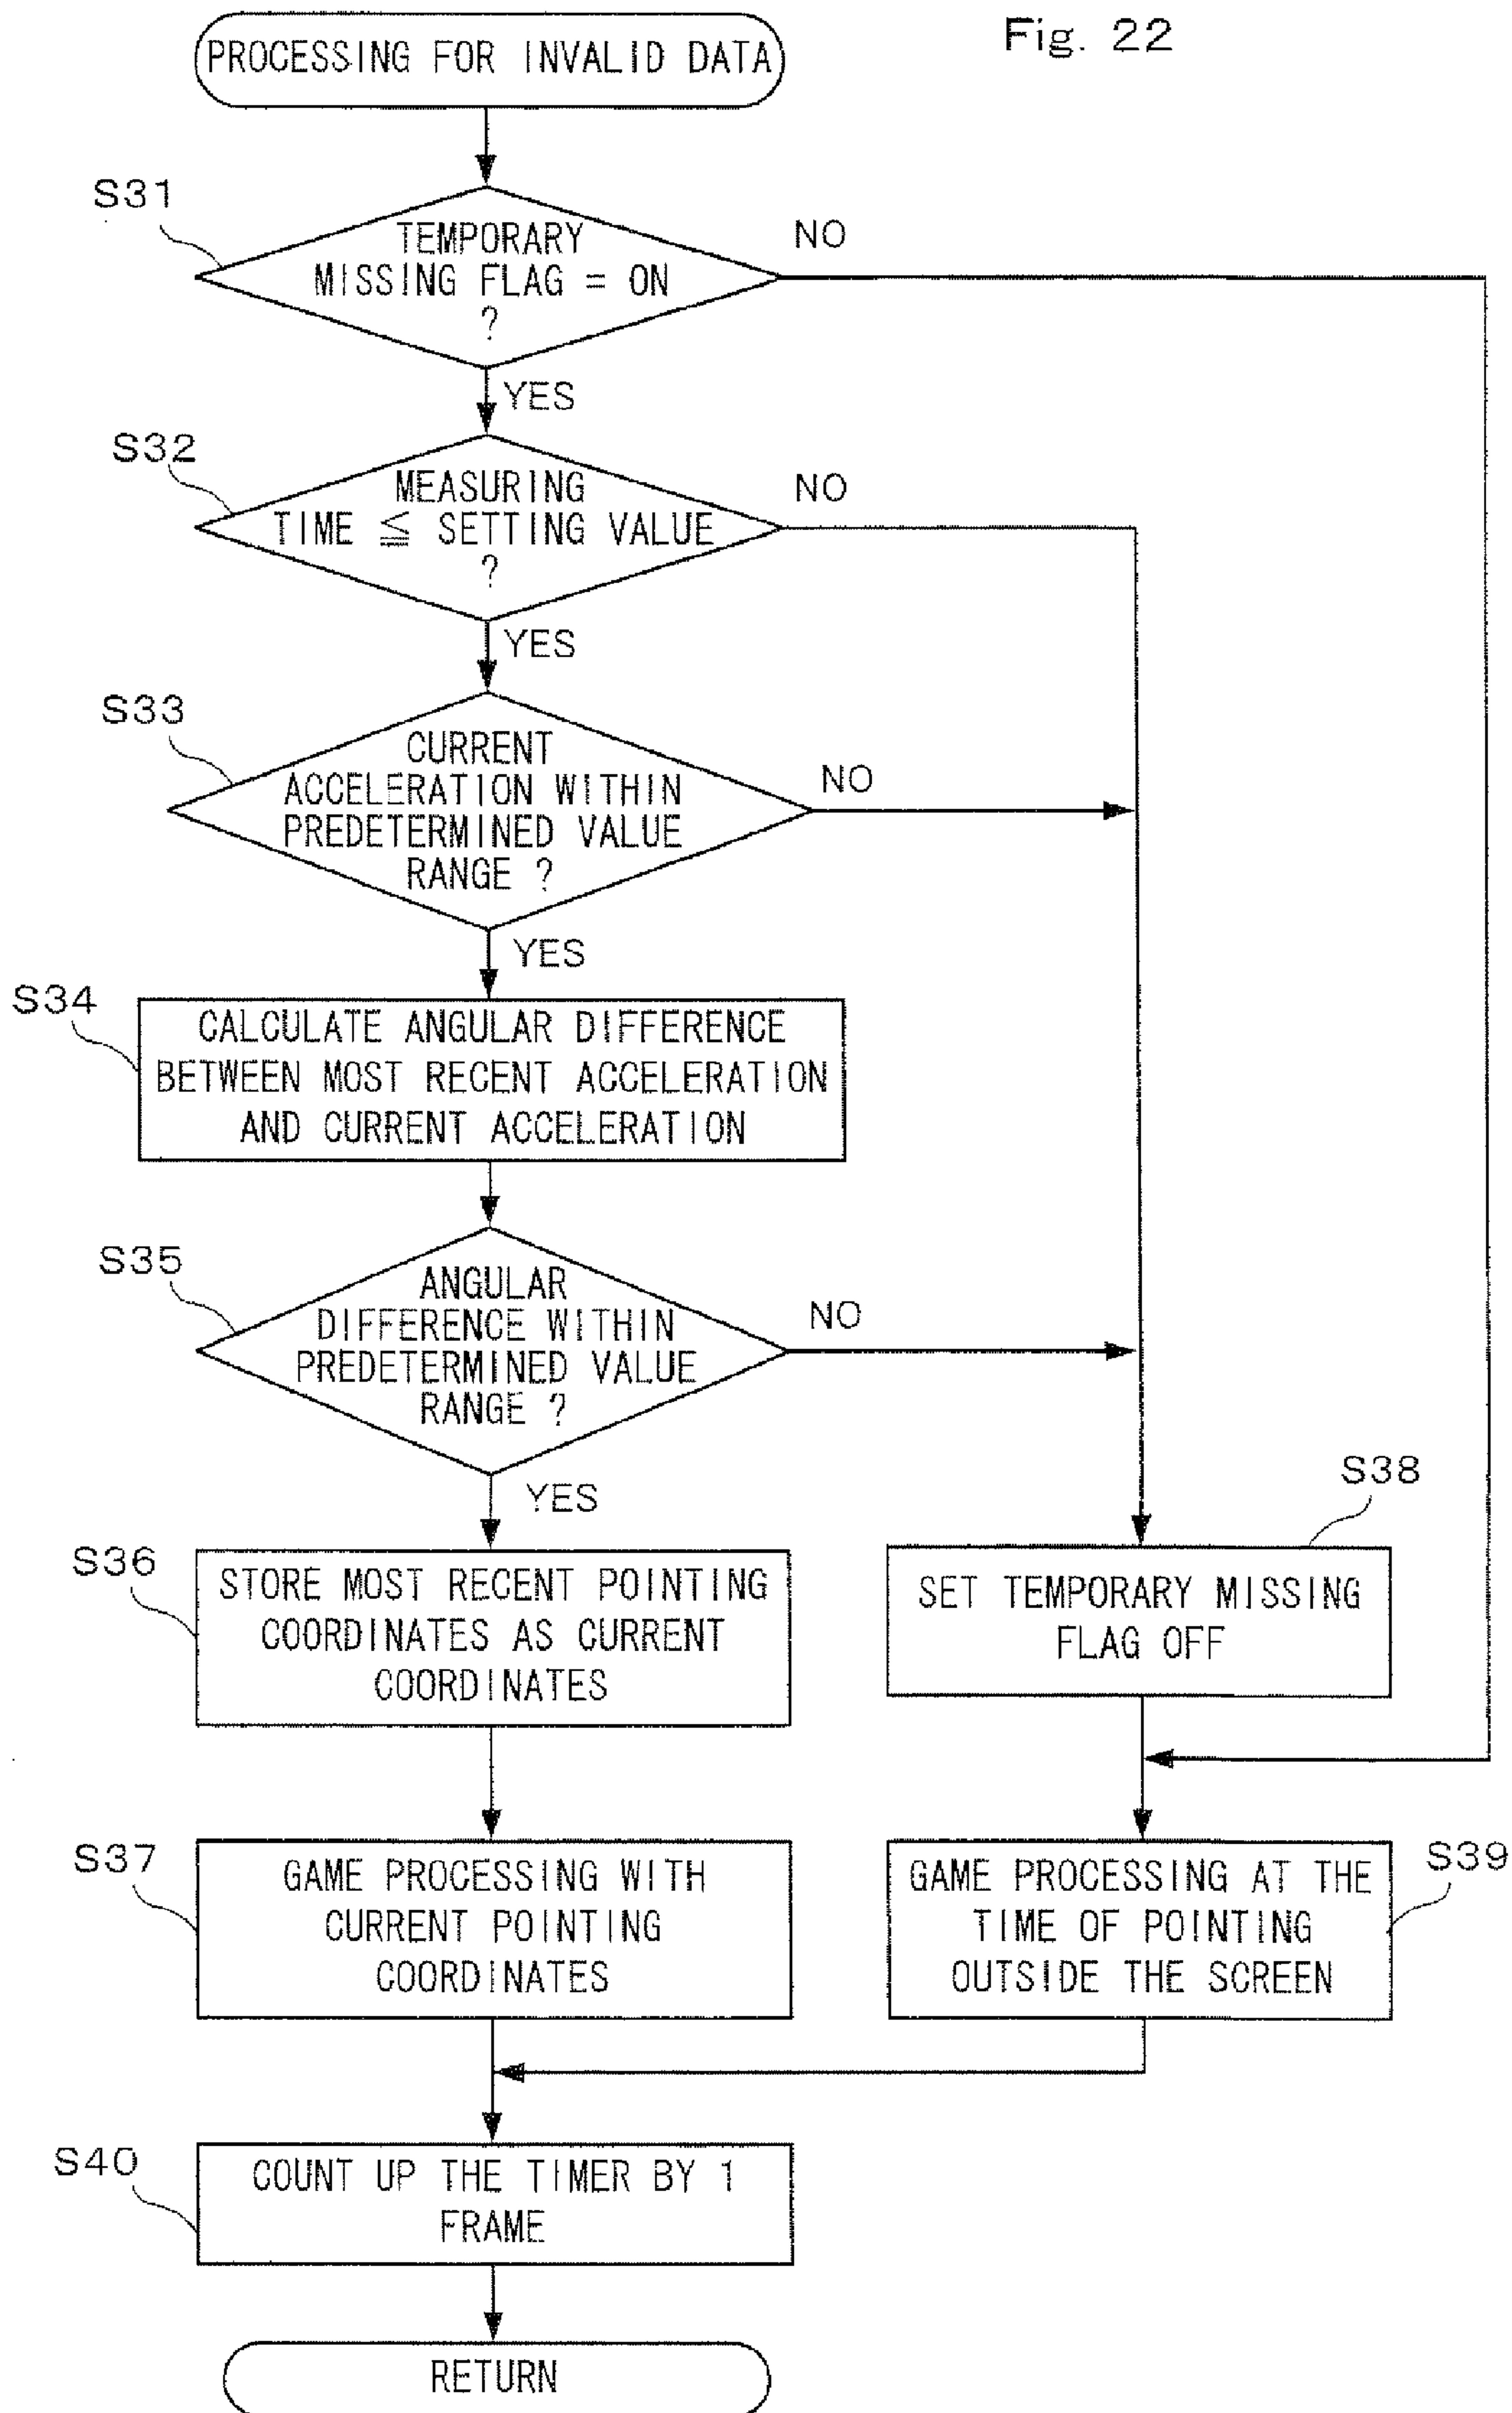 Fig. 22
PROCESSING FOR INVALID DATA
S31
TEMPORARY
MISSING FLAG = ON
?
NO
YES
S32
MEASURING
TIME ≦ SETTING VALUE
?
NO
YES
S33
CURRENT
ACCELERATION WITHIN
PREDETERMINED VALUE
RANGE ?
NO
YES
S34
CALCULATE ANGULAR DIFFERENCE
BETWEEN MOST RECENT ACCELERATION
AND CURRENT ACCELERATION
S35
ANGULAR
DIFFERENCE WITHIN
PREDETERMINED VALUE
RANGE ?
NO
YES
S36
STORE MOST RECENT POINTING
COORDINATES AS CURRENT
COORDINATES
S38
SET TEMPORARY MISSING
FLAG OFF
S37
GAME PROCESSING WITH
CURRENT POINTING
COORDINATES
S39
GAME PROCESSING AT THE
TIME OF POINTING
OUTSIDE THE SCREEN
S40
COUNT UP THE TIMER BY 1
FRAME
RETURN